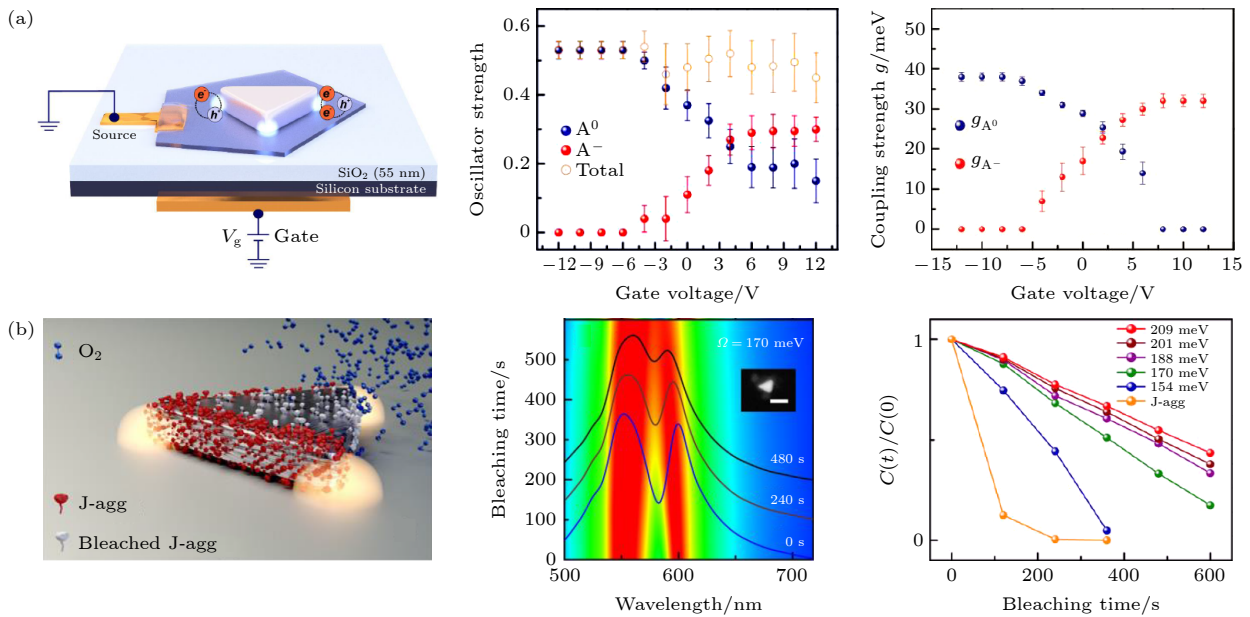 (a)
e⁻
h⁺
e⁻
h⁺
e⁻
Source
SiO₂ (55 nm)
Silicon substrate
V_g
Gate
Oscillator strength
0.6
0.4
0.2
0
A⁰
A⁻
Total
−12 −9 −6 −3 0 3 6 9 12
Gate voltage/V
Coupling strength g/meV
50
40
30
20
10
0
g_A⁰
g_A⁻
−15 −10 −5 0 5 10 15
Gate voltage/V
(b)
O₂
J-agg
Bleached J-agg
Bleaching time/s
500
400
300
200
100
0
Ω = 170 meV
480 s
240 s
0 s
500 600 700
Wavelength/nm
C(t)/C(0)
1
0
209 meV
201 meV
188 meV
170 meV
154 meV
J-agg
0 200 400 600
Bleaching time/s